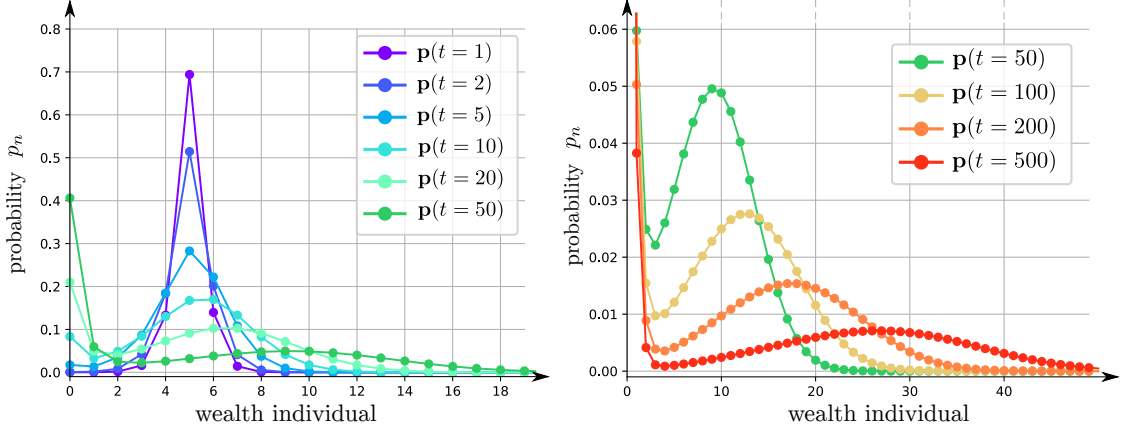 0.8
0.7
0.6
0.5
0.4
0.3
0.2
0.1
0.0
probability pₙ
0 2 4 6 8 10 12 14 16 18
wealth individual
p(t = 1)
p(t = 2)
p(t = 5)
p(t = 10)
p(t = 20)
p(t = 50)
0.06
0.05
0.04
0.03
0.02
0.01
0.00
probability pₙ
0 10 20 30 40
wealth individual
p(t = 50)
p(t = 100)
p(t = 200)
p(t = 500)